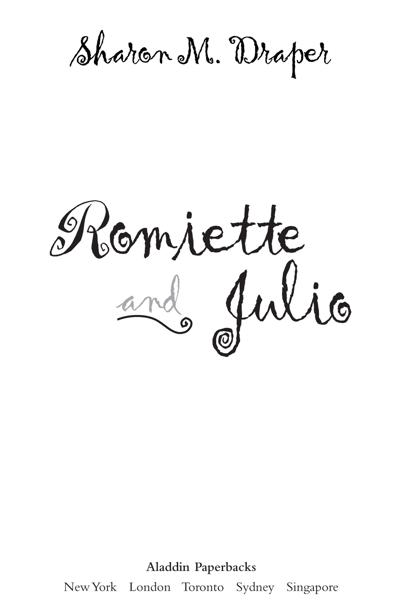 Sharon M. Draper
Romiette
and Julio
Aladdin Paperbacks
New York London Toronto Sydney Singapore